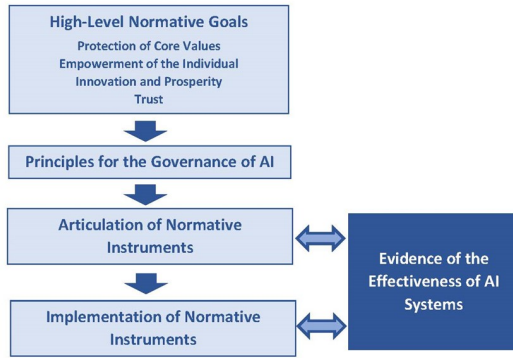 High-Level Normative Goals
Protection of Core Values
Empowerment of the Individual
Innovation and Prosperity
Trust
Principles for the Governance of AI
Articulation of Normative
Instruments
Evidence of the
Effectiveness of AI
Systems
Implementation of Normative
Instruments